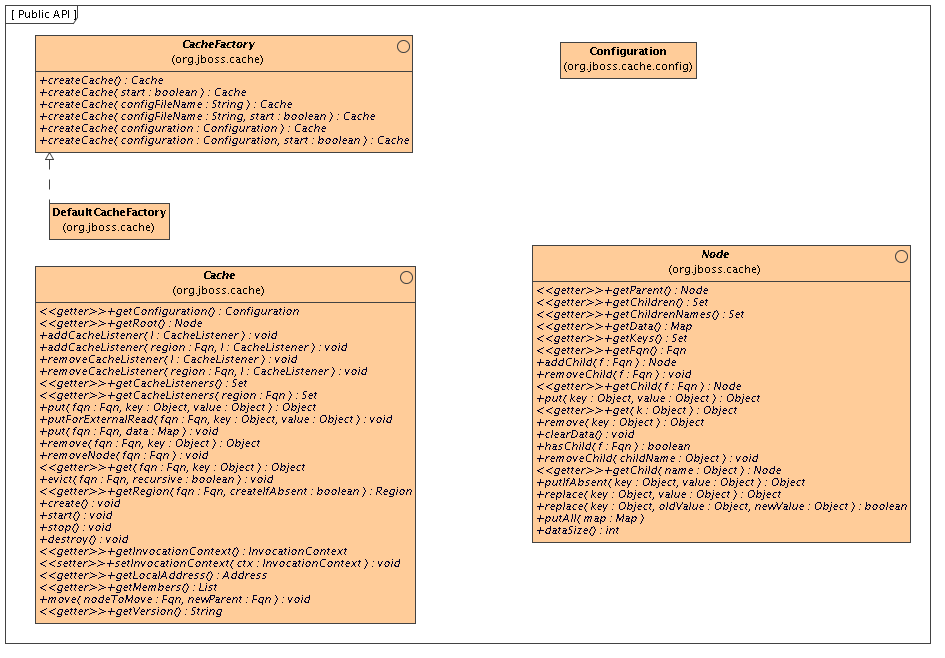 [ Public API ]
CacheFactory
(org.jboss.cache)
+createCache() : Cache
+createCache( start : boolean ) : Cache
+createCache( configFileName : String ) : Cache
+createCache( configFileName : String, start : boolean ) : Cache
+createCache( configuration : Configuration ) : Cache
+createCache( configuration : Configuration, start : boolean ) : Cache
Configuration
(org.jboss.cache.config)
DefaultCacheFactory
(org.jboss.cache)
Cache
(org.jboss.cache)
<<getter>>+getConfiguration() : Configuration
<<getter>>+getRoot() : Node
+addCacheListener( l : CacheListener ) : void
+addCacheListener( region : Fqn, l : CacheListener ) : void
+removeCacheListener( l : CacheListener ) : void
+removeCacheListener( region : Fqn, l : CacheListener ) : void
<<getter>>+getCacheListeners() : Set
<<getter>>+getCacheListeners( region : Fqn ) : Set
+put( fqn : Fqn, key : Object, value : Object ) : Object
+putForExternalRead( fqn : Fqn, key : Object, value : Object ) : void
+put( fqn : Fqn, data : Map ) : void
+remove( fqn : Fqn, key : Object ) : Object
+removeNode( fqn : Fqn )
<<getter>>+get( fqn : Fqn, key : Object ) : Object
+evict( fqn : Fqn, recursive : boolean ) : void
<<getter>>+getRegion( fqn : Fqn, createIfAbsent : boolean ) : Region
+create() : void
+start() : void
+stop() : void
+destroy() : void
<<getter>>+getInvocationContext() : InvocationContext
<<setter>>+setInvocationContext( ctx : InvocationContext ) : void
<<getter>>+getLocalAddress() : Address
<<getter>>+getMembers() : List
+move( nodeToMove : Fqn, newParent : Fqn ) : void
<<getter>>+getVersion() : String
Node
(org.jboss.cache)
<<getter>>+getParent() : Node
<<getter>>+getChildren() : Set
<<getter>>+getChildrenNames() : Set
<<getter>>+getData() : Map
<<getter>>+getKeys() : Set
<<getter>>+getFqn() : Fqn
+addChild( f : Fqn ) : Node
+removeChild( f : Fqn ) : void
<<getter>>+getChild( f : Fqn ) : Node
+put( key : Object, value : Object ) : Object
<<getter>>+get( k : Object ) : Object
+remove( key : Object ) : Object
+clearData() : void
+hasChild( f : Fqn ) : boolean
+removeChild( childName : Object ) : void
<<getter>>+getChild( name : Object ) : Node
+putIfAbsent( key : Object, value : Object ) : Object
+replace( key : Object, value : Object ) : Object
+replace( key : Object, oldValue : Object, newValue : Object ) : boolean
+putAll( map : Map )
+dataSize() : int